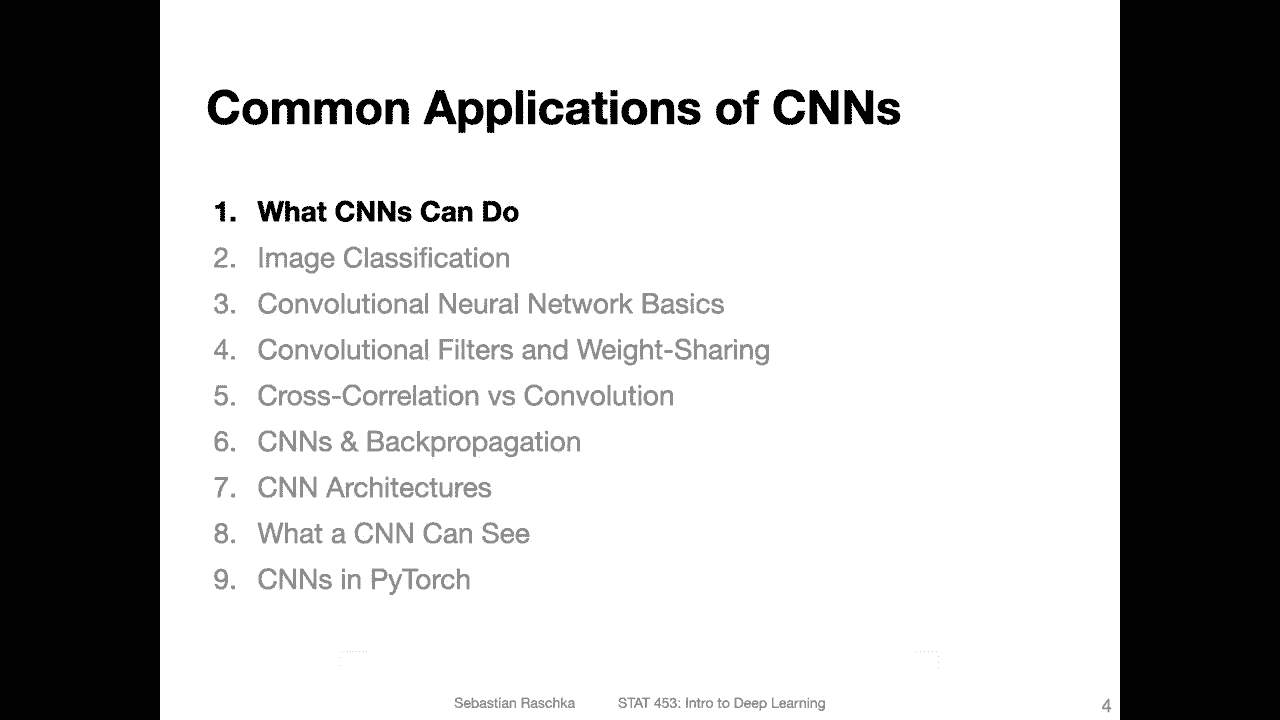 Common Applications of CNNs
1. What CNNs Can Do
2. Image Classification
3. Convolutional Neural Network Basics
4. Convolutional Filters and Weight-Sharing
5. Cross-Correlation vs Convolution
6. CNNs & Backpropagation
7. CNN Architectures
8. What a CNN Can See
9. CNNs in PyTorch
Sebastian Raschka STAT 453: Intro to Deep Learning 4